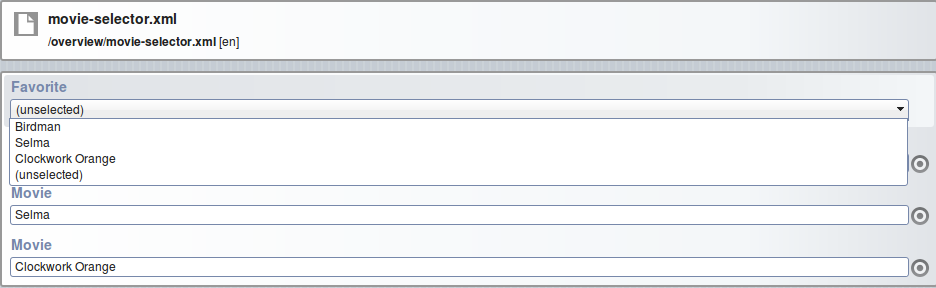 movie-selector.xml
/overview/movie-selector.xml [en]
Favorite
(unselected)
Birdman
Selma
Clockwork Orange
(unselected)
Movie
Selma
Movie
Clockwork Orange